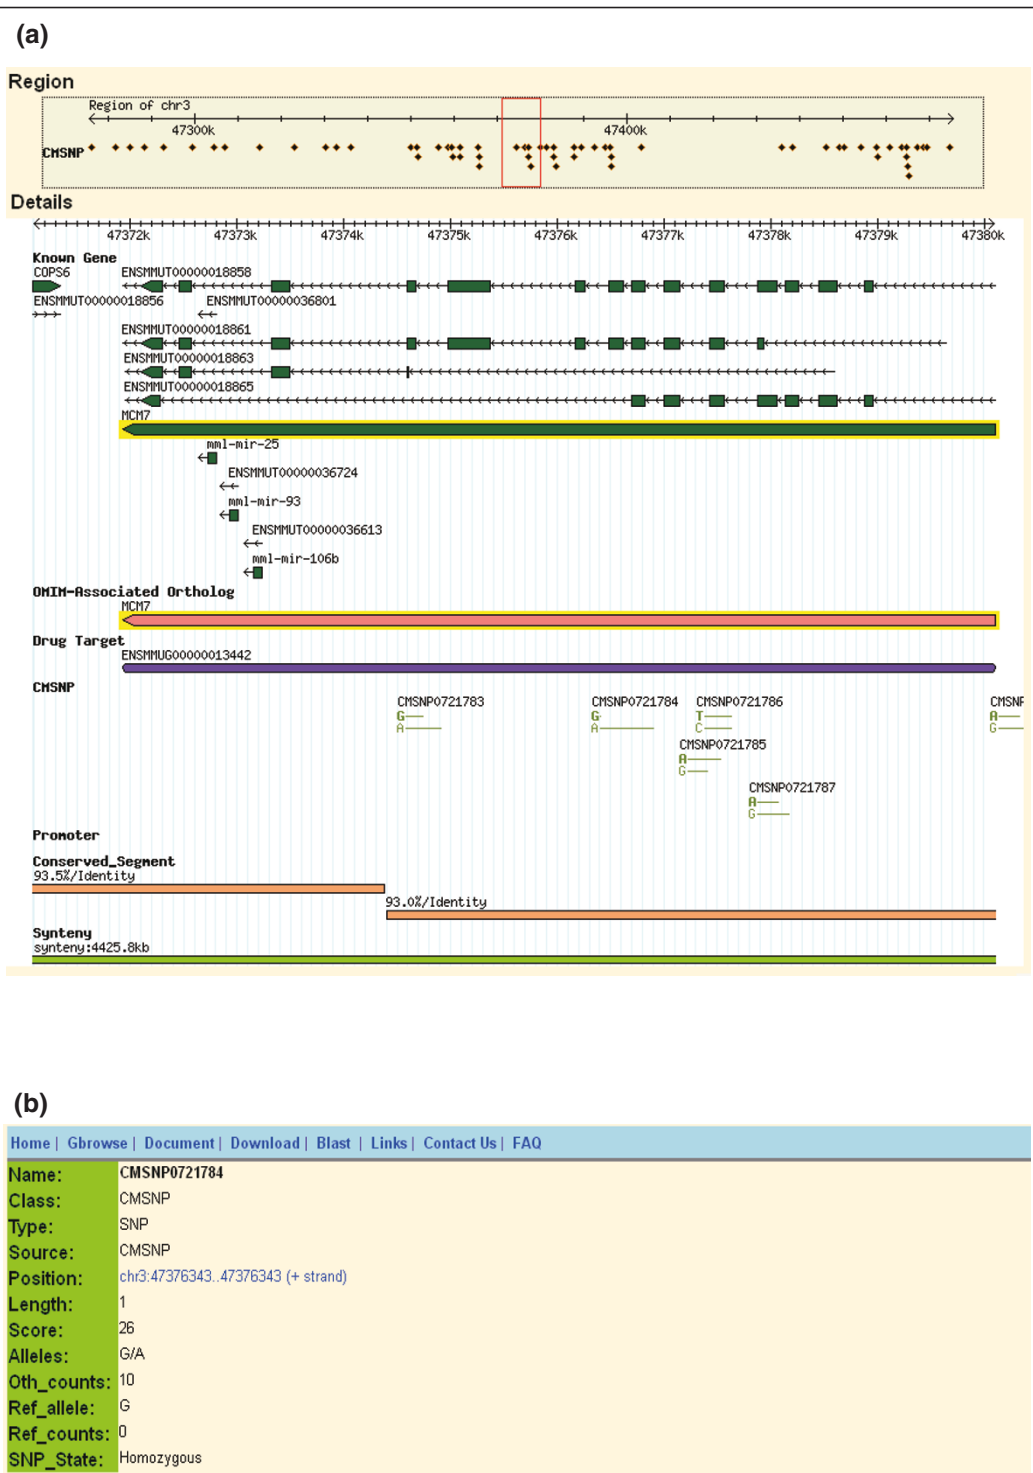 (a)
Region
Region of chr3
47300k 47400k
CMSNP
Details
47372k 47373k 47374k 47375k 47376k 47377k 47378k 47379k 47380k
Known Gene
COPS6 ENSMMUT00000018858
ENSMMUT00000018856 ENSMMUT00000036801
ENSMMUT00000018861
ENSMMUT00000018863
ENSMMUT00000018865
MCM7
mml-mir-25
ENSMMUT00000036724
mml-mir-93
ENSMMUT00000036613
mml-mir-106b
OMIM-Associated Ortholog
MCM7
Drug Target
ENSMMUG00000013442
CMSNP
CMSNP0721783 CMSNP0721784 CMSNP0721786 CMSNP
G G T A
A A C G
CMSNP0721785
A
G
CMSNP0721787
A
G
Promoter
Conserved_Segment
93.5%/Identity
93.0%/Identity
Synteny
synteny:4425.8kb
(b)
Home | Gbrowse | Document | Download | Blast | Links | Contact Us | FAQ
Name: CMSNP0721784
Class: CMSNP
Type: SNP
Source: CMSNP
Position: chr3:47376343..47376343 (+ strand)
Length: 1
Score: 26
Alleles: G/A
Oth_counts: 10
Ref_allele: G
Ref_counts: 0
SNP_State: Homozygous